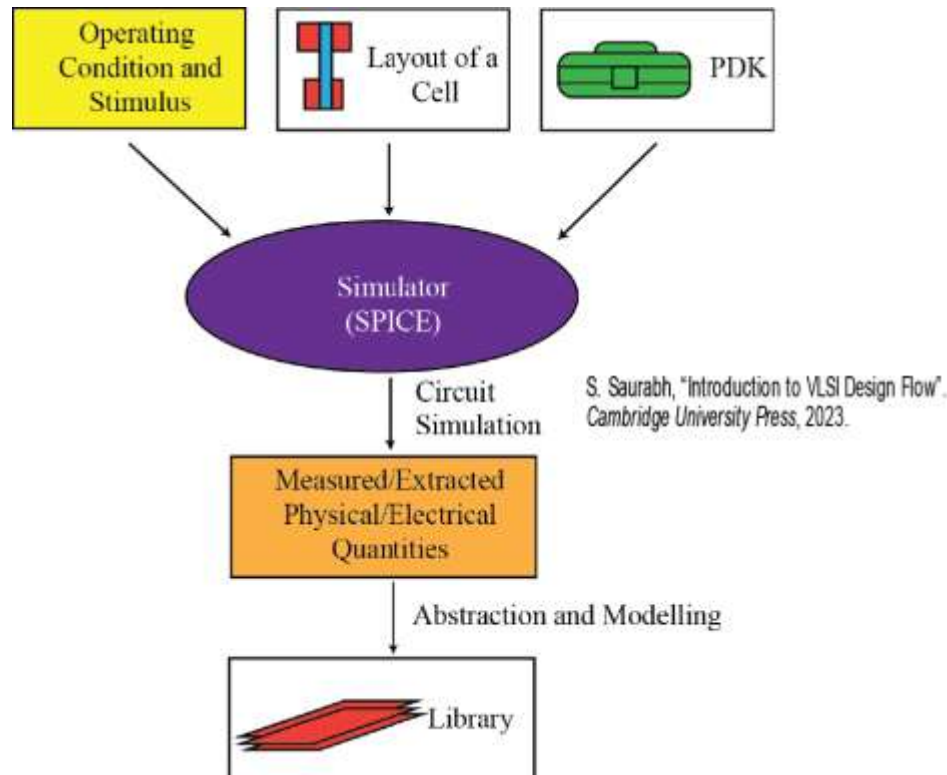 Operating
Condition and
Stimulus
Layout of a
Cell
PDK
Simulator
(SPICE)
Circuit
Simulation
S. Saurabh, “Introduction to VLSI Design Flow”.
Cambridge University Press, 2023.
Measured/Extracted
Physical/Electrical
Quantities
Abstraction and Modelling
Library